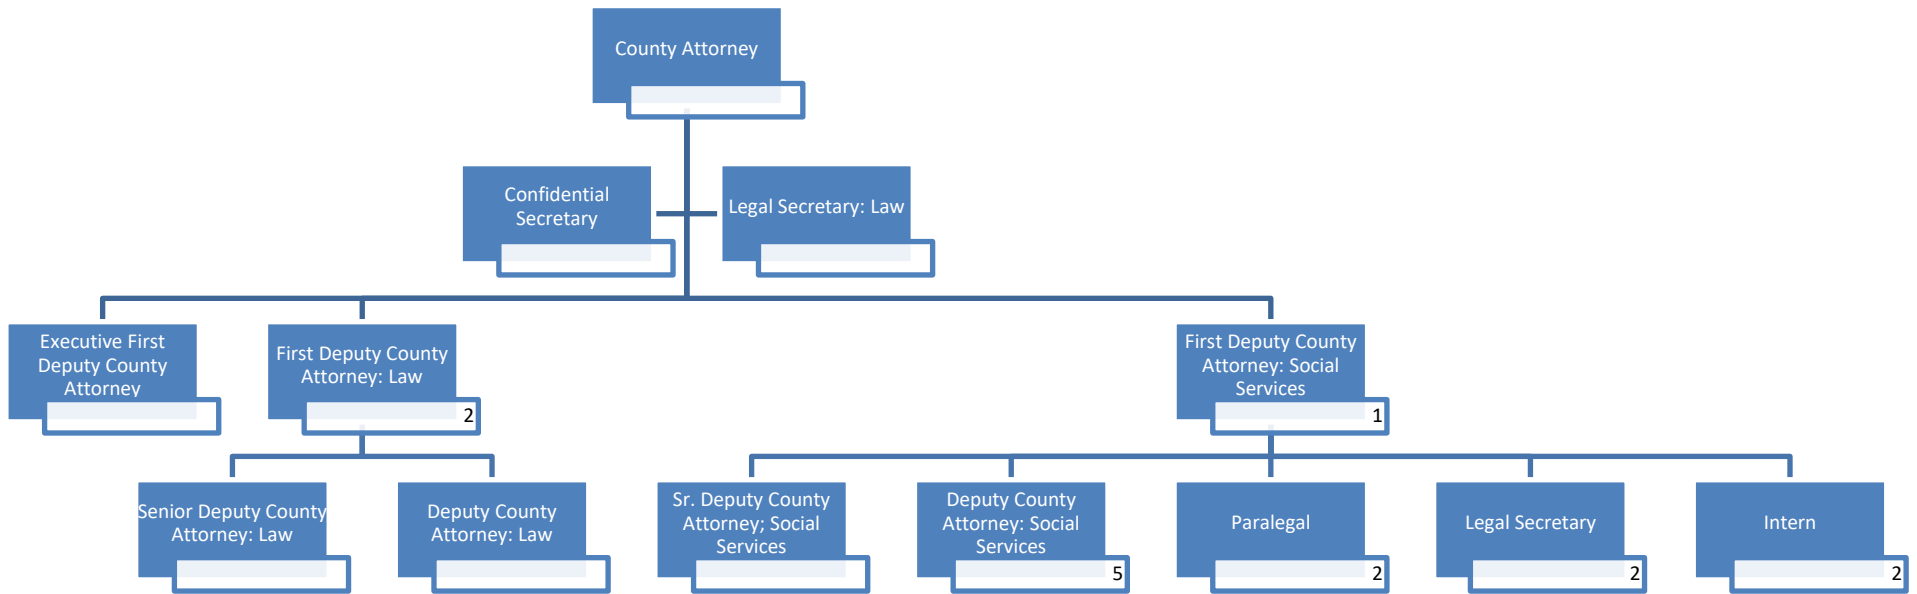 County Attorney
Confidential
Secretary
Legal Secretary: Law
Executive First
Deputy County
Attorney
First Deputy County
Attorney: Law
2
First Deputy County
Attorney: Social
Services
1
Senior Deputy County
Attorney: Law
Deputy County
Attorney: Law
Sr. Deputy County
Attorney; Social
Services
Deputy County
Attorney: Social
Services
5
Paralegal
2
Legal Secretary
2
Intern
2